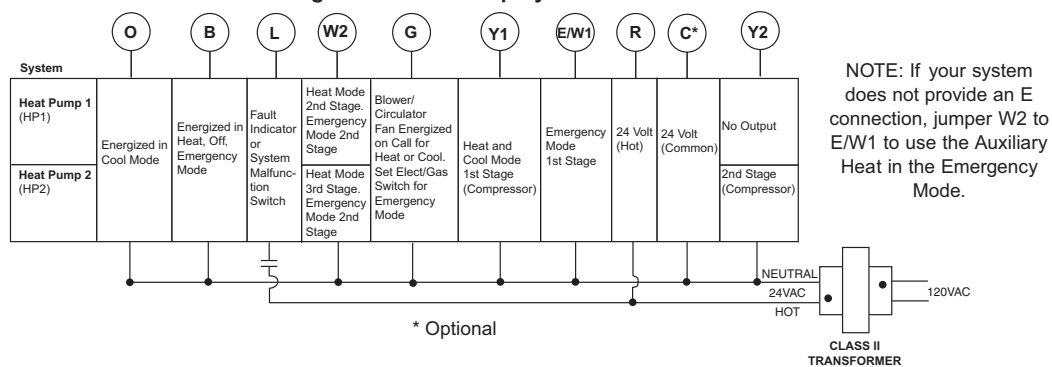 O B L W2 G Y1 E/W1 R C* Y2
System
Heat Pump 1
(HP1)
Heat Pump 2
(HP2)
Energized in
Cool Mode
Energized in
Heat, Off,
Emergency
Mode
Fault
Indicator
or
System
Malfunc-
tion
Switch
Heat Mode
2nd Stage.
Emergency
Mode 2nd
Stage
Heat Mode
3rd Stage.
Emergency
Mode 2nd
Stage
Blower/
Circulator
Fan Energized
on Call for
Heat or Cool.
Set Elect/Gas
Switch for
Emergency
Mode
Heat and
Cool Mode
1st Stage
(Compressor)
Emergency
Mode
1st Stage
24 Volt
(Hot)
24 Volt
(Common)
No Output
2nd Stage
(Compressor)
NOTE: If your system
does not provide an E
connection, jumper W2 to
E/W1 to use the Auxiliary
Heat in the Emergency
Mode.
NEUTRAL
24VAC
HOT
120VAC
* Optional
CLASS II
TRANSFORMER